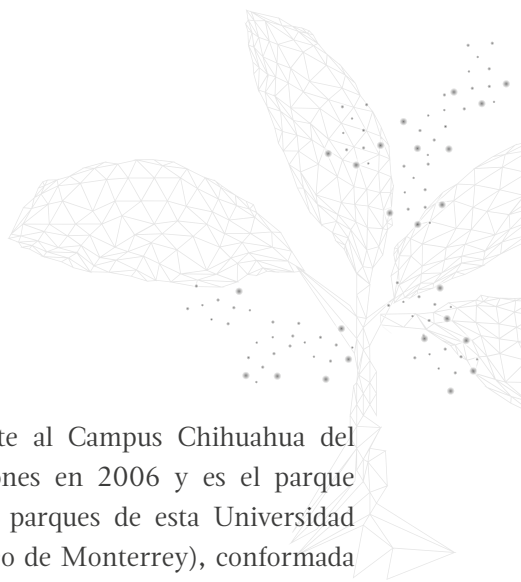 te al Campus Chihuahua del
ones en 2006 y es el parque
parques de esta Universidad
o de Monterrey), conformada